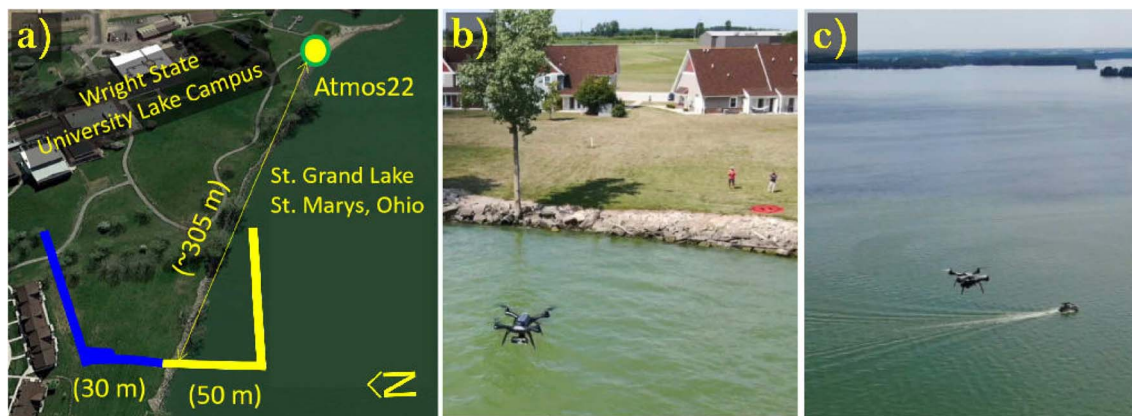 a)
Wright State
University Lake Campus
Atmos22
St. Grand Lake
St. Marys, Ohio
(~305 m)
(30 m)
(50 m)
N
b)
c)